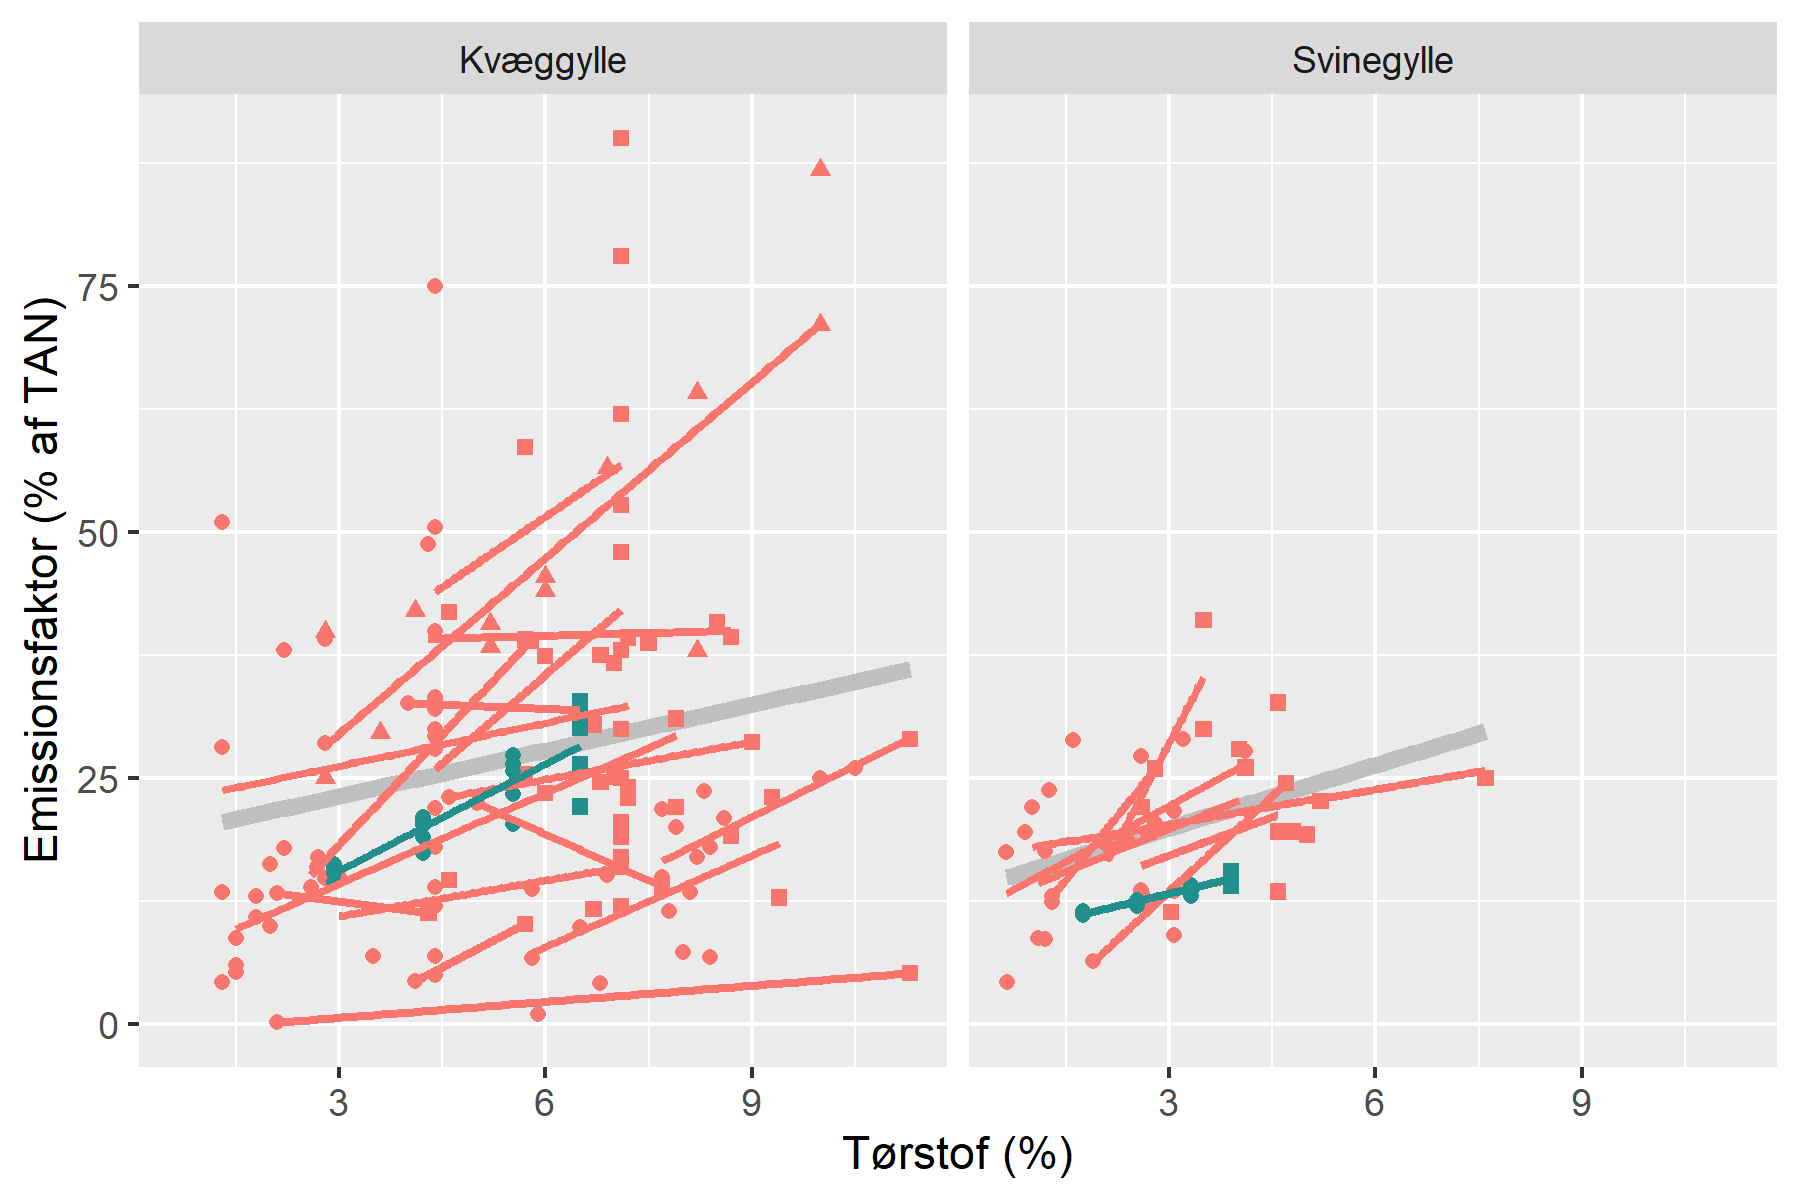 Kvæggylle
Svinegylle
Emissionsfaktor (% af TAN)
75
50
25
0
3
6
9
3
6
9
Tørstof (%)